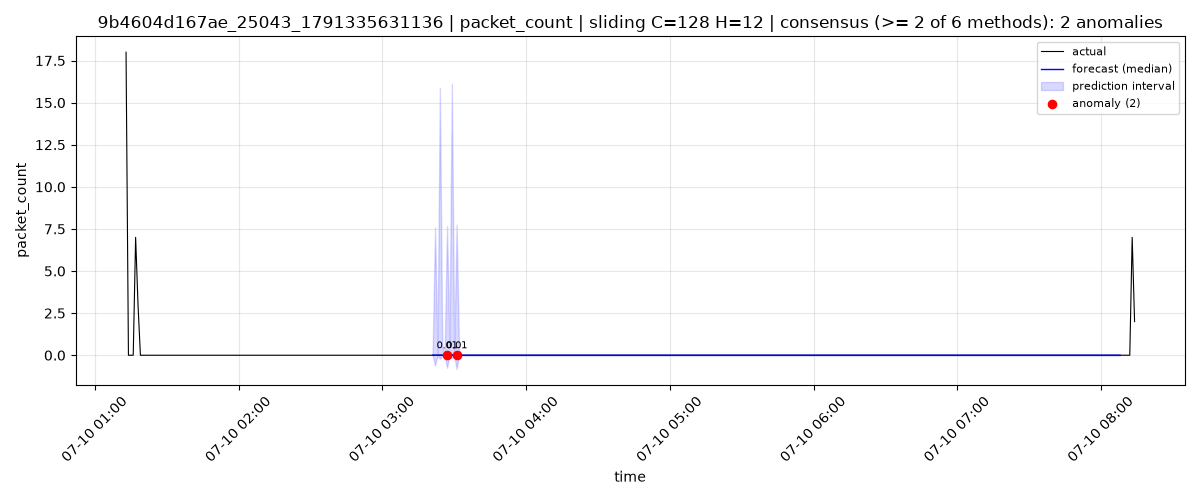 9b4604d167ae_25043_1791335631136 | packet_count | sliding C=128 H=12 | consensus (>= 2 of 6 methods): 2 anomalies
actual
forecast (median)
prediction interval
anomaly (2)
packet_count
17.5
15.0
12.5
10.0
7.5
5.0
2.5
0.0
07-10 01:00
07-10 02:00
07-10 03:00
07-10 04:00
07-10 05:00
07-10 06:00
07-10 07:00
07-10 08:00
time